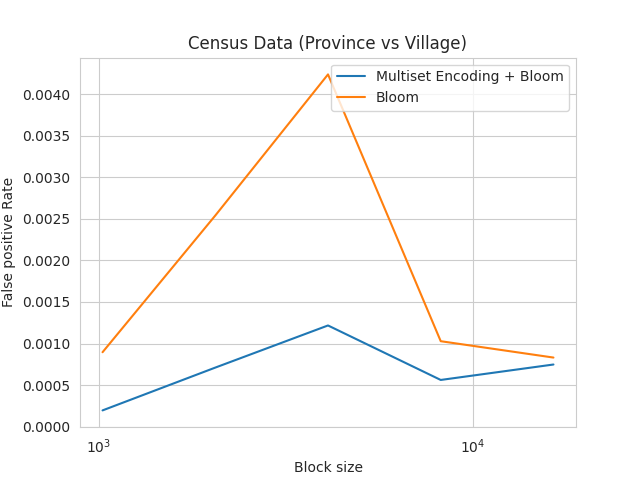 Census Data (Province vs Village)
Multiset Encoding + Bloom
Bloom
0.0040
0.0035
0.0030
0.0025
0.0020
0.0015
0.0010
0.0005
0.0000
False positive Rate
10³
10⁴
Block size